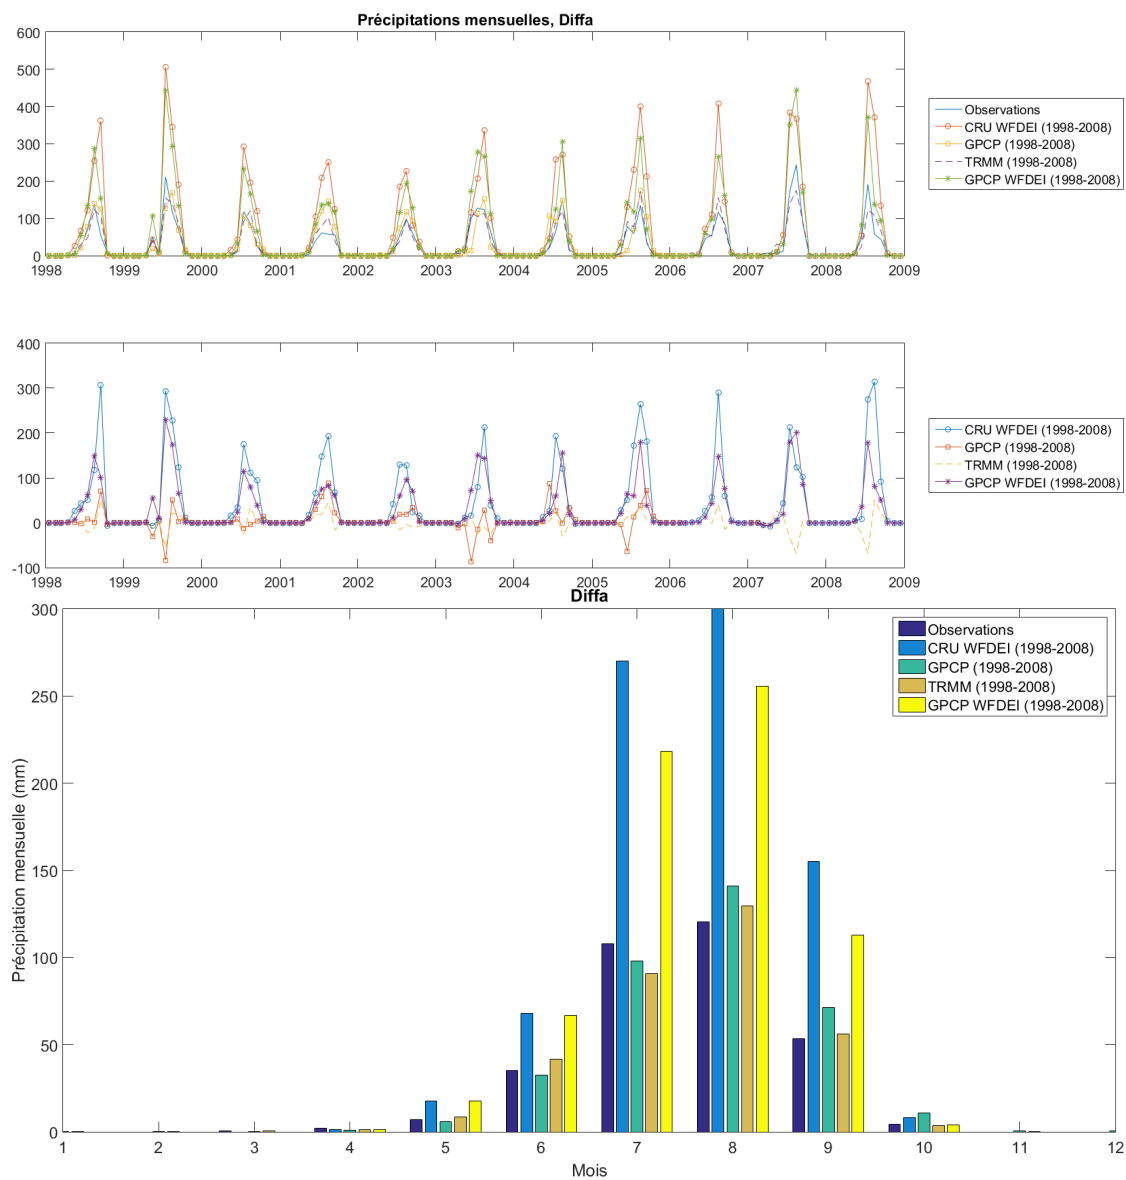 Précipitations mensuelles, Diffa
600
500
400
300
200
100
0
1998 1999 2000 2001 2002 2003 2004 2005 2006 2007 2008 2009
Observations
CRU WFDEI (1998-2008)
GPCP (1998-2008)
TRMM (1998-2008)
GPCP WFDEI (1998-2008)
400
300
200
100
0
-100
1998 1999 2000 2001 2002 2003 2004 2005 2006 2007 2008 2009
CRU WFDEI (1998-2008)
GPCP (1998-2008)
TRMM (1998-2008)
GPCP WFDEI (1998-2008)
Diffa
Précipitation mensuelle (mm)
300
250
200
150
100
50
0
1 2 3 4 5 6 7 8 9 10 11 12
Mois
Observations
CRU WFDEI (1998-2008)
GPCP (1998-2008)
TRMM (1998-2008)
GPCP WFDEI (1998-2008)